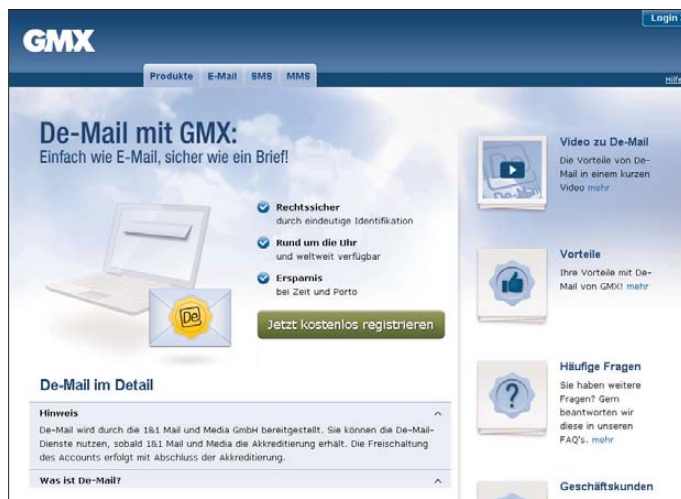 Login
GMX
Produkte E-Mail SMS MMS
Hilfe
De-Mail mit GMX:
Einfach wie E-Mail, sicher wie ein Brief!
Rechtssicher
durch eindeutige Identifikation
Rund um die Uhr
und weltweit verfügbar
Ersparnis
bei Zeit und Porto
De
Jetzt kostenlos registrieren
De-Mail im Detail
Hinweis
De-Mail wird durch die 1&1 Mail und Media GmbH bereitgestellt. Sie können die De-Mail-
Dienste nutzen, sobald 1&1 Mail und Media die Akkreditierung erhält. Die Freischaltung
des Accounts erfolgt mit Abschluss der Akkreditierung.
Was ist De-Mail?
De
De-Mail
Video zu De-Mail
Die Vorteile von De-
Mail in einem kurzen
Video mehr
Vorteile
Ihre Vorteile mit De-
Mail von GMX! mehr
?
Häufige Fragen
Sie haben weitere
Fragen? Gern
beantworten wir
diese in unseren
FAQ's. mehr
Geschäftskunden